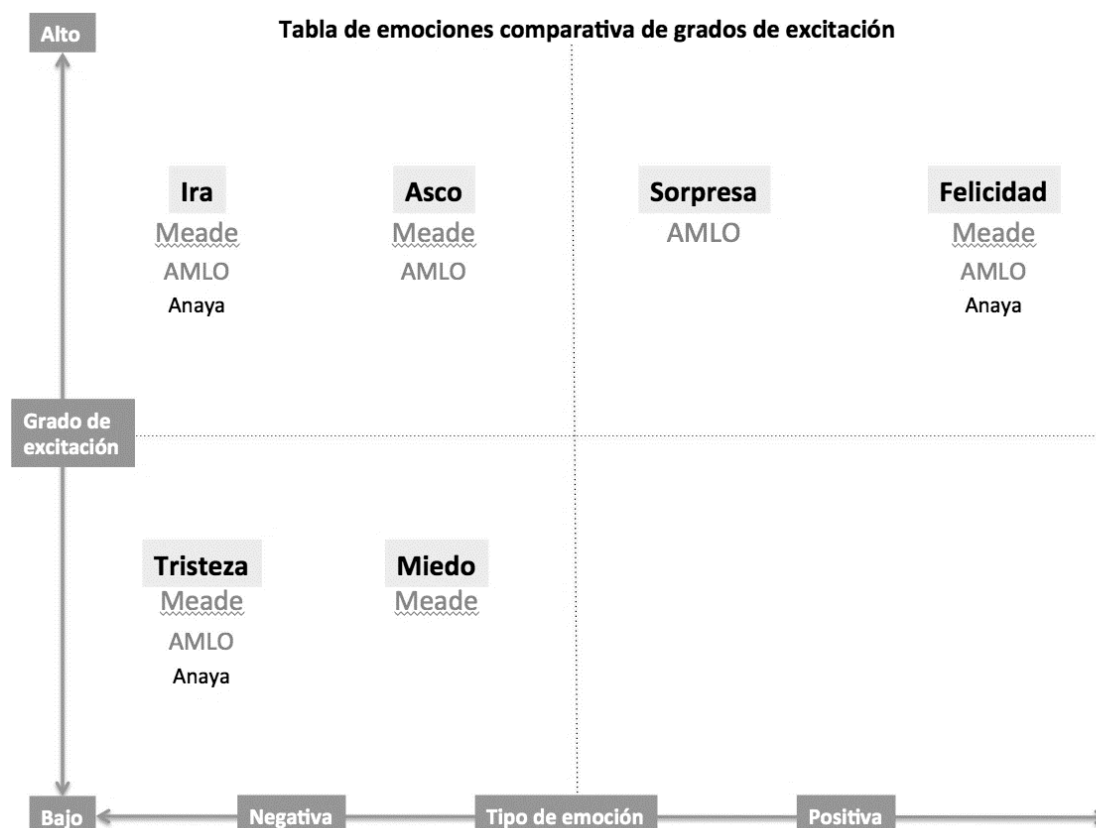 Alto
Tabla de emociones comparativa de grados de excitación
Ira
Meade
AMLO
Anaya
Asco
Meade
AMLO
Sorpresa
AMLO
Felicidad
Meade
AMLO
Anaya
Grado de
excitación
Tristeza
Meade
AMLO
Anaya
Miedo
Meade
Bajo
Negativa
Tipo de emoción
Positiva